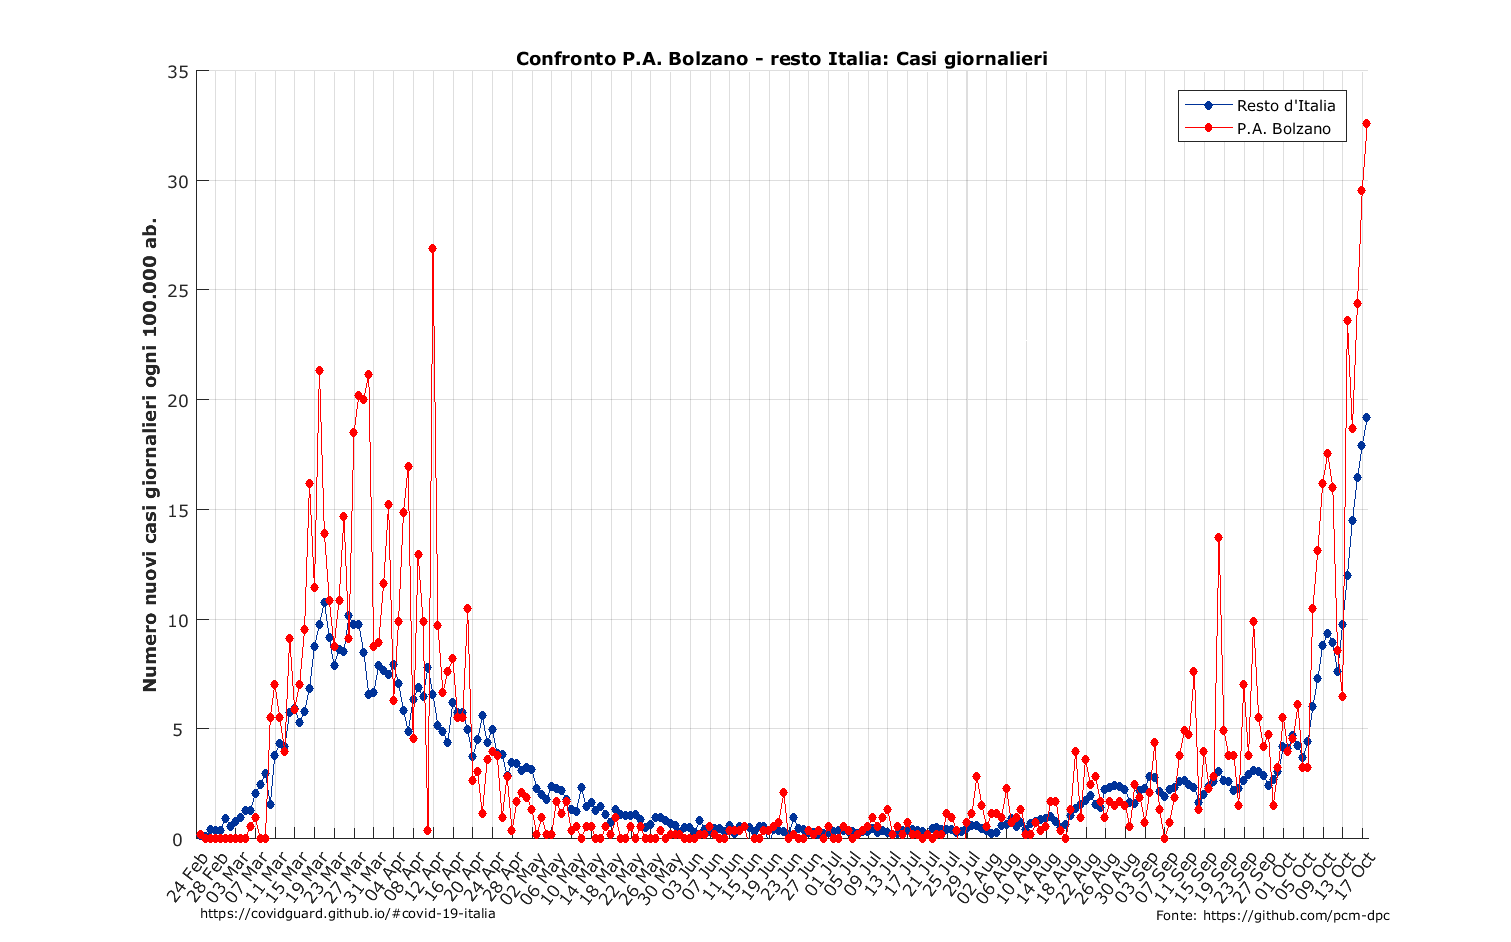 Confronto P.A. Bolzano - resto Italia: Casi giornalieri
Resto d'Italia
P.A. Bolzano
Numero nuovi casi giornalieri ogni 100.000 ab.
35
30
25
20
15
10
5
0
24 Feb
28 Feb
03 Mar
07 Mar
11 Mar
15 Mar
19 Mar
23 Mar
27 Mar
31 Mar
04 Apr
08 Apr
12 Apr
16 Apr
20 Apr
24 Apr
28 Apr
02 May
06 May
10 May
14 May
18 May
22 May
26 May
30 May
03 Jun
07 Jun
11 Jun
15 Jun
19 Jun
23 Jun
27 Jun
01 Jul
05 Jul
09 Jul
13 Jul
17 Jul
21 Jul
25 Jul
29 Jul
02 Aug
06 Aug
10 Aug
14 Aug
18 Aug
22 Aug
26 Aug
30 Aug
03 Sep
07 Sep
11 Sep
15 Sep
19 Sep
23 Sep
27 Sep
01 Oct
05 Oct
09 Oct
13 Oct
17 Oct
https://covidguard.github.io/#covid-19-italia
Fonte: https://github.com/pcm-dpc